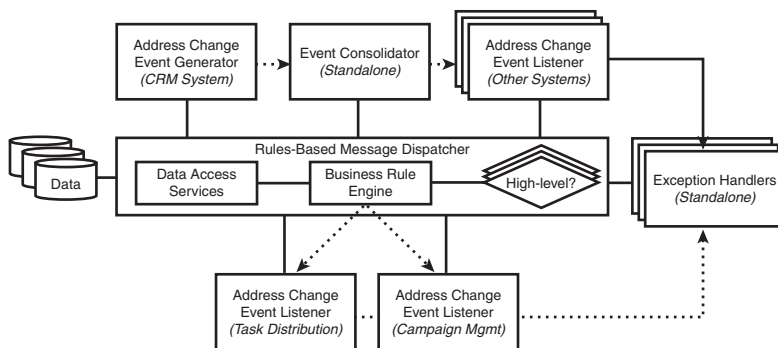 Address Change
Event Generator
(CRM System)
Event Consolidator
(Standalone)
Address Change
Event Listener
(Other Systems)
Rules-Based Message Dispatcher
Data
Data Access
Services
Business Rule
Engine
High-level?
Exception Handlers
(Standalone)
Address Change
Event Listener
(Task Distribution)
Address Change
Event Listener
(Campaign Mgmt)